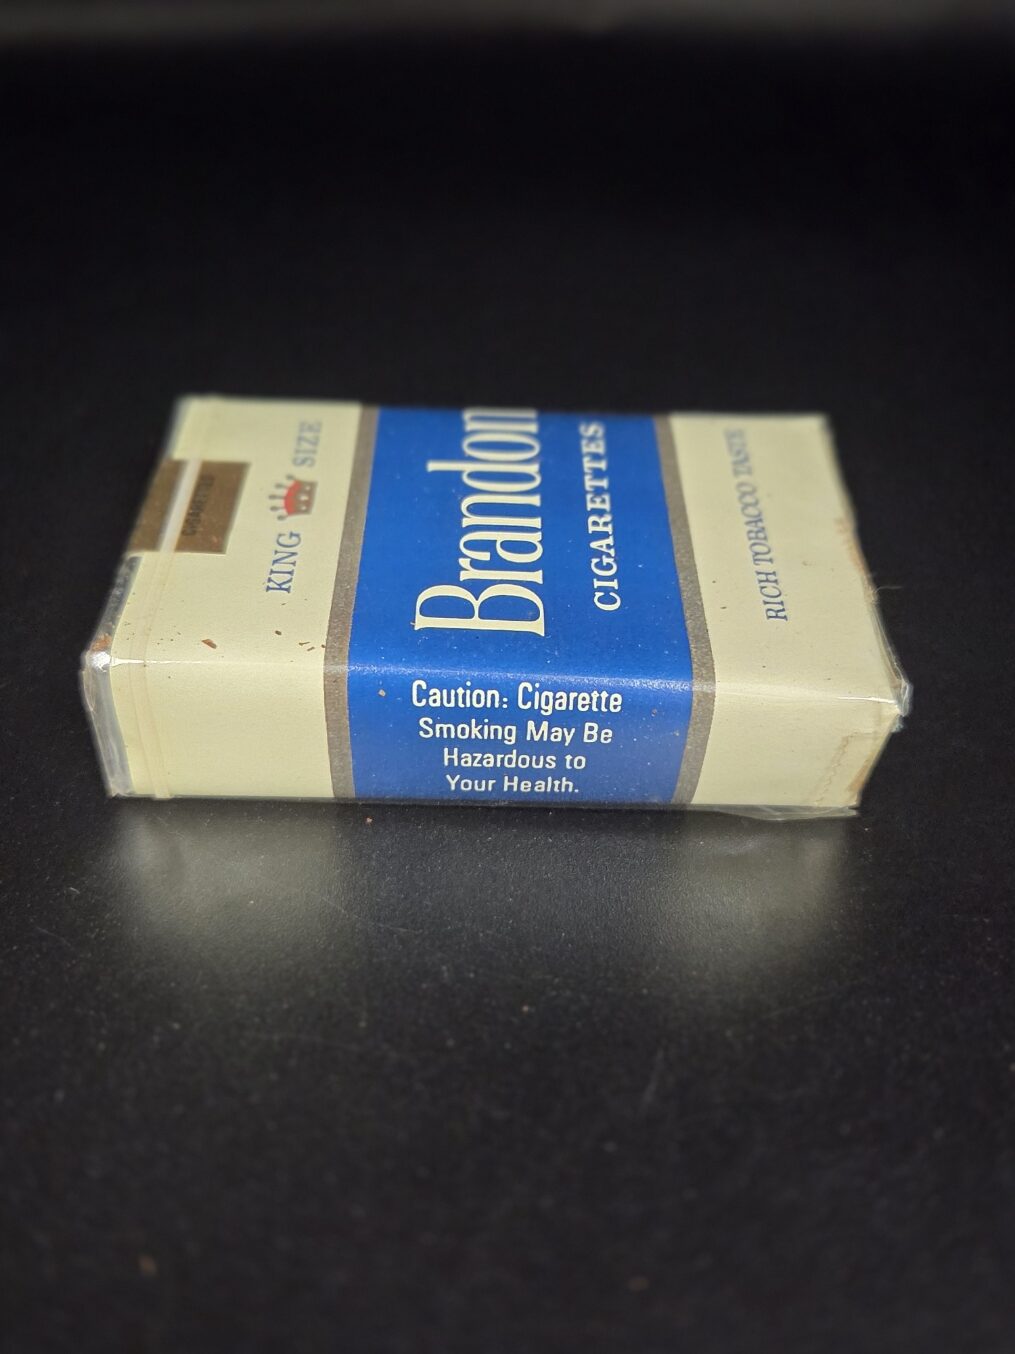 KING SIZE
Brandon
CIGARETTES
RICH TOBACCO TASTE
Caution: Cigarette
Smoking May Be
Hazardous to
Your Health.